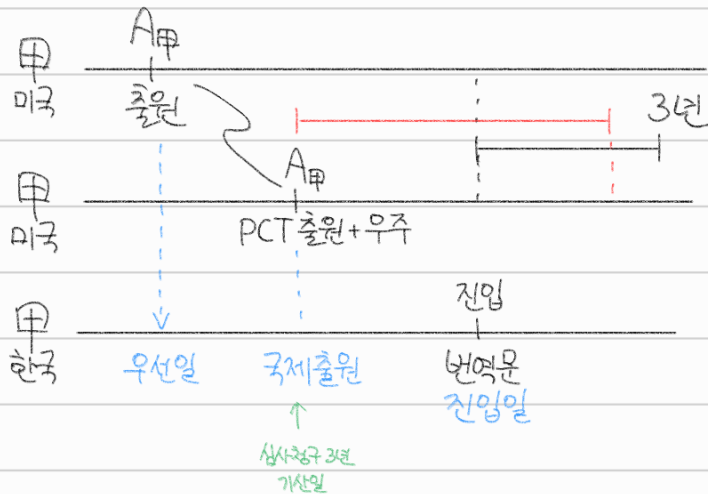 A甲
甲
미국
출원
3년
A甲
甲
미국
PCT 출원+우주
진입
甲
한국
우선일
국제출원
번역문
진입일
심사청구 3년
기산일